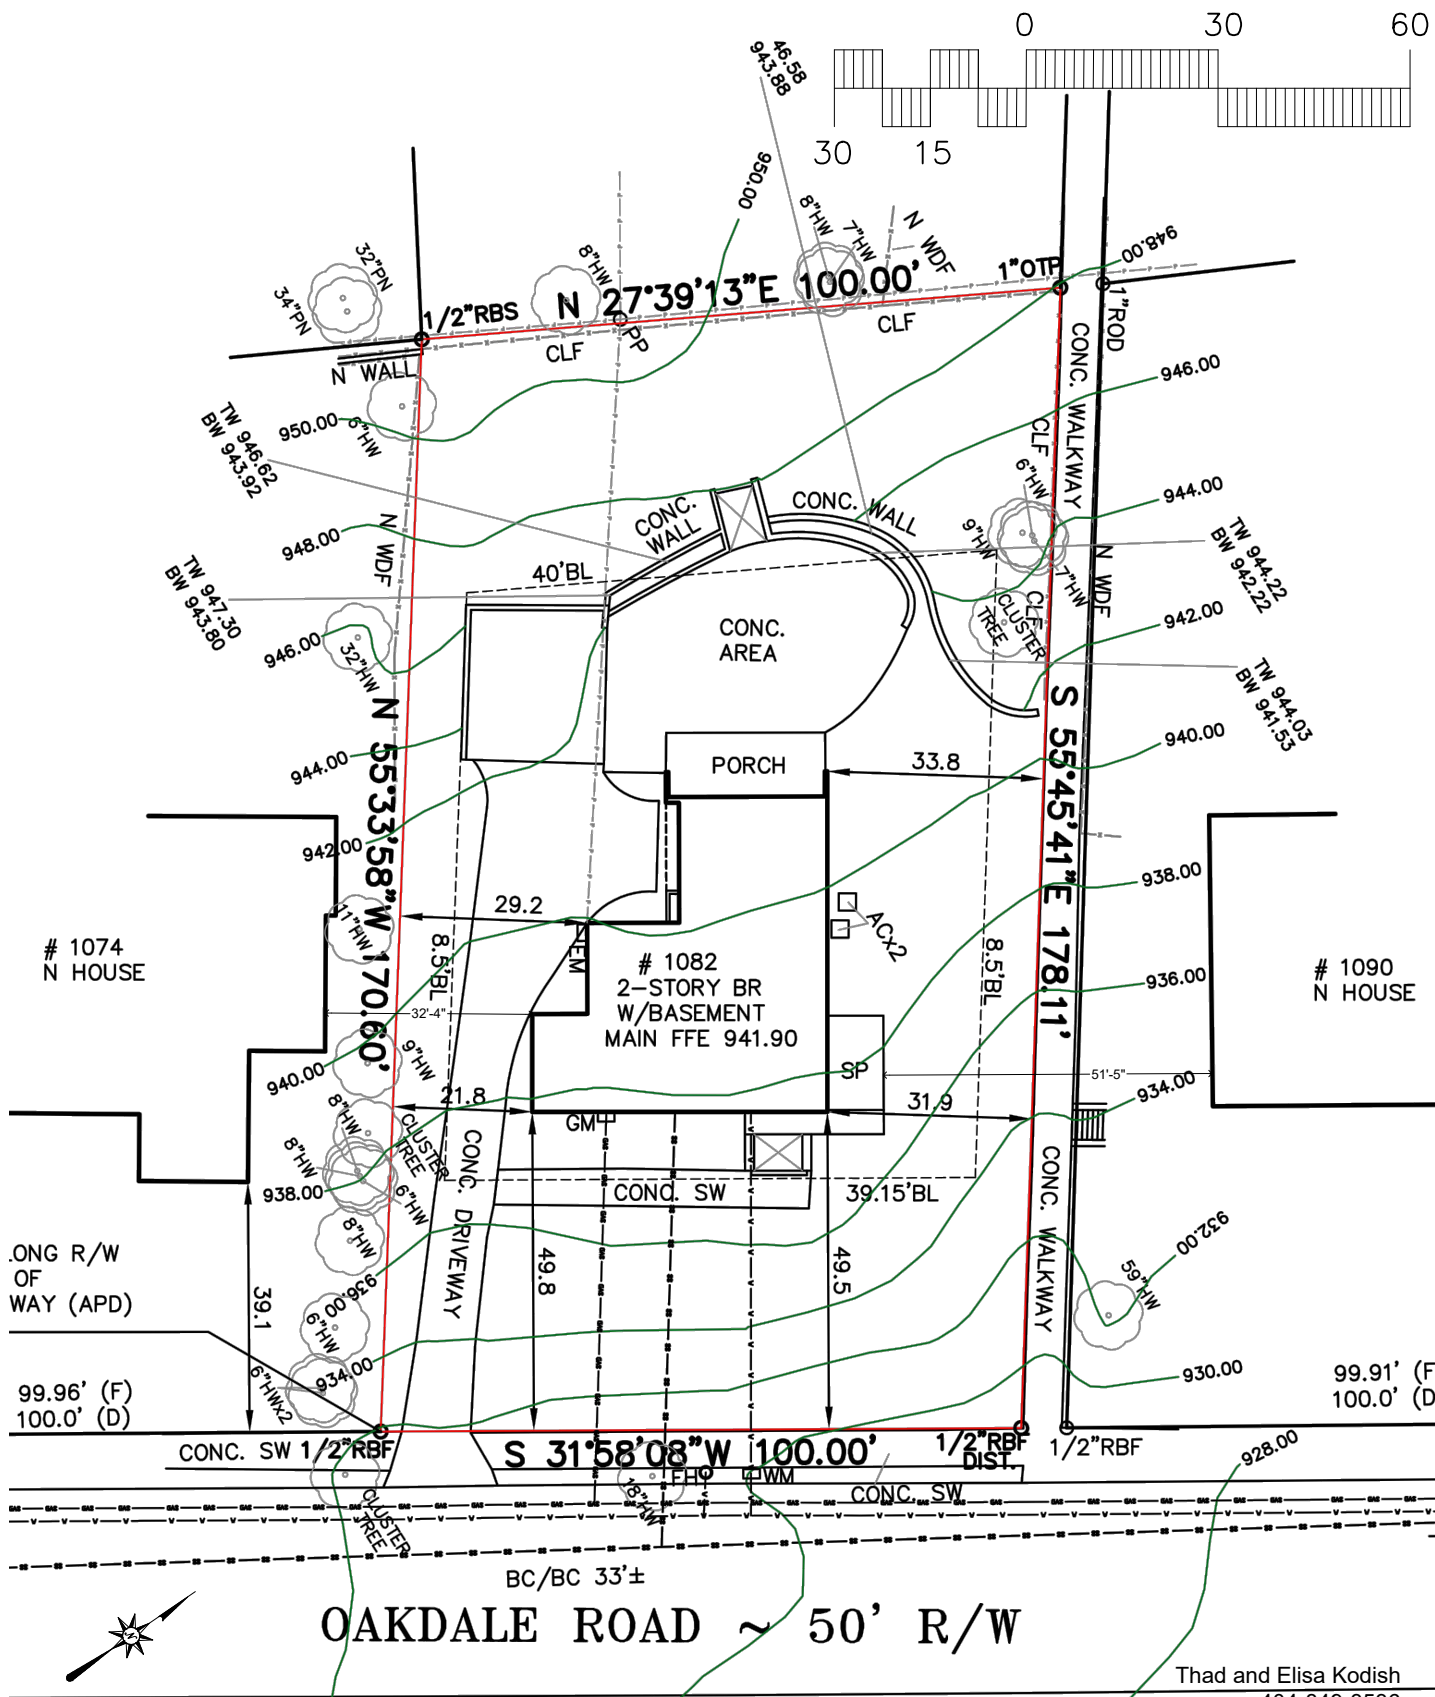 0 30 60
30 15
46.58
943.88
950.00
8"HW
7"HW
N WDF
948.00
32"PN
34"PN
8"HW
1"OTP
N 27°39'13"E 100.00'
1/2"RBS
PP
CLF
CLF
1"ROD
N WALL
CONC. WALKWAY
946.00
950.00
6"HW
TW 946.62
BW 943.92
CLF
6"HW
944.00
CONC. WALL
CONC.
WALL
948.00
N WDF
9"HW
7"HW
N WDF
TW 944.22
BW 942.22
TW 947.30
BW 943.80
40'BL
CLUSTER
TREE
CLF
942.00
CONC.
AREA
946.00
32"HW
TW 944.03
BW 941.53
N 55°33'58"W 170.60'
S 55°45'41"E 178.11'
940.00
944.00
PORCH
33.8
942.00
938.00
29.2
11"HW
ACx2
# 1074
N HOUSE
8.5'BL
EM
# 1082
2-STORY BR
W/BASEMENT
MAIN FFE 941.90
8.5'BL
936.00
# 1090
N HOUSE
32'-4"
940.00
9"HW
SP
51'-5"
934.00
21.8
31.9
8"HW
GM
CLUSTER
TREE
8"HW
CONC. DRIVEWAY
CONC. WALKWAY
938.00
6"HW
CONC. SW
39.15'BL
8"HW
932.00
LONG R/W
OF
WAY (APD)
936.00
39.1
49.8
49.5
59"HW
6"HW
934.00
6"HWx2
930.00
99.96' (F)
100.0' (D)
99.91' (F
100.0' (D
CONC. SW
1/2"RBF
S 31°58'08"W 100.00'
1/2"RBF
DIST.
1/2"RBF
928.00
FH
WM
18"HW
CONC. SW
CLUSTER
TREE
BC/BC 33'±
OAKDALE ROAD ~ 50' R/W
Thad and Elisa Kodish